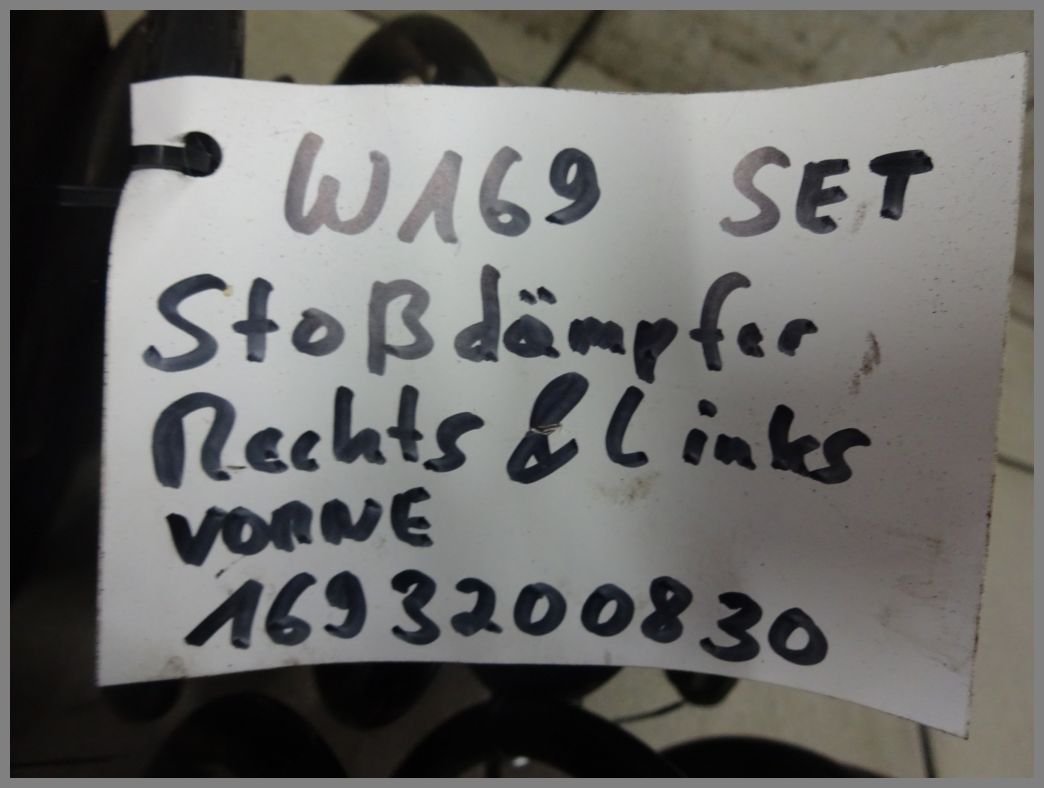 W169 SET
Stoßdämpfer
Rechts & Links
VORNE
1693200830